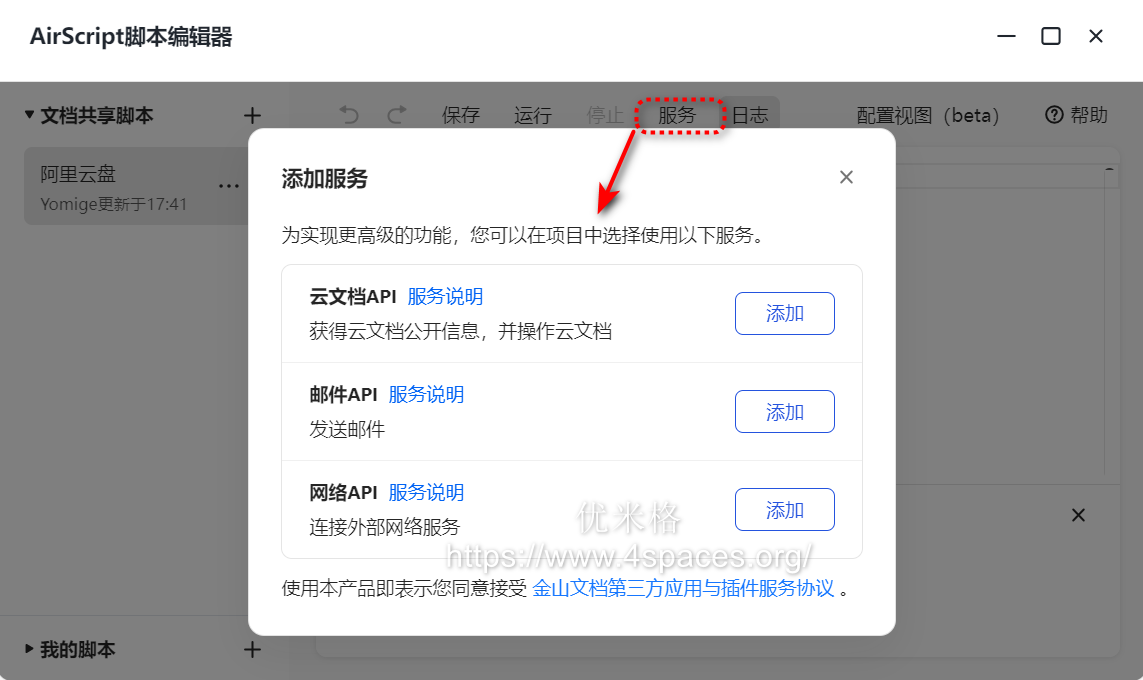 AirScript脚本编辑器
文档共享脚本
保存 运行 停止 服务 日志 配置视图（beta） 帮助
阿里云盘
Yomige更新于17:41
添加服务
为实现更高级的功能，您可以在项目中选择使用以下服务。
云文档API 服务说明
获得云文档公开信息，并操作云文档
添加
邮件API 服务说明
发送邮件
添加
网络API 服务说明
连接外部网络服务
添加
优米格
https://www.4spaces.org/
使用本产品即表示您同意接受 金山文档第三方应用与插件服务协议 。
我的脚本